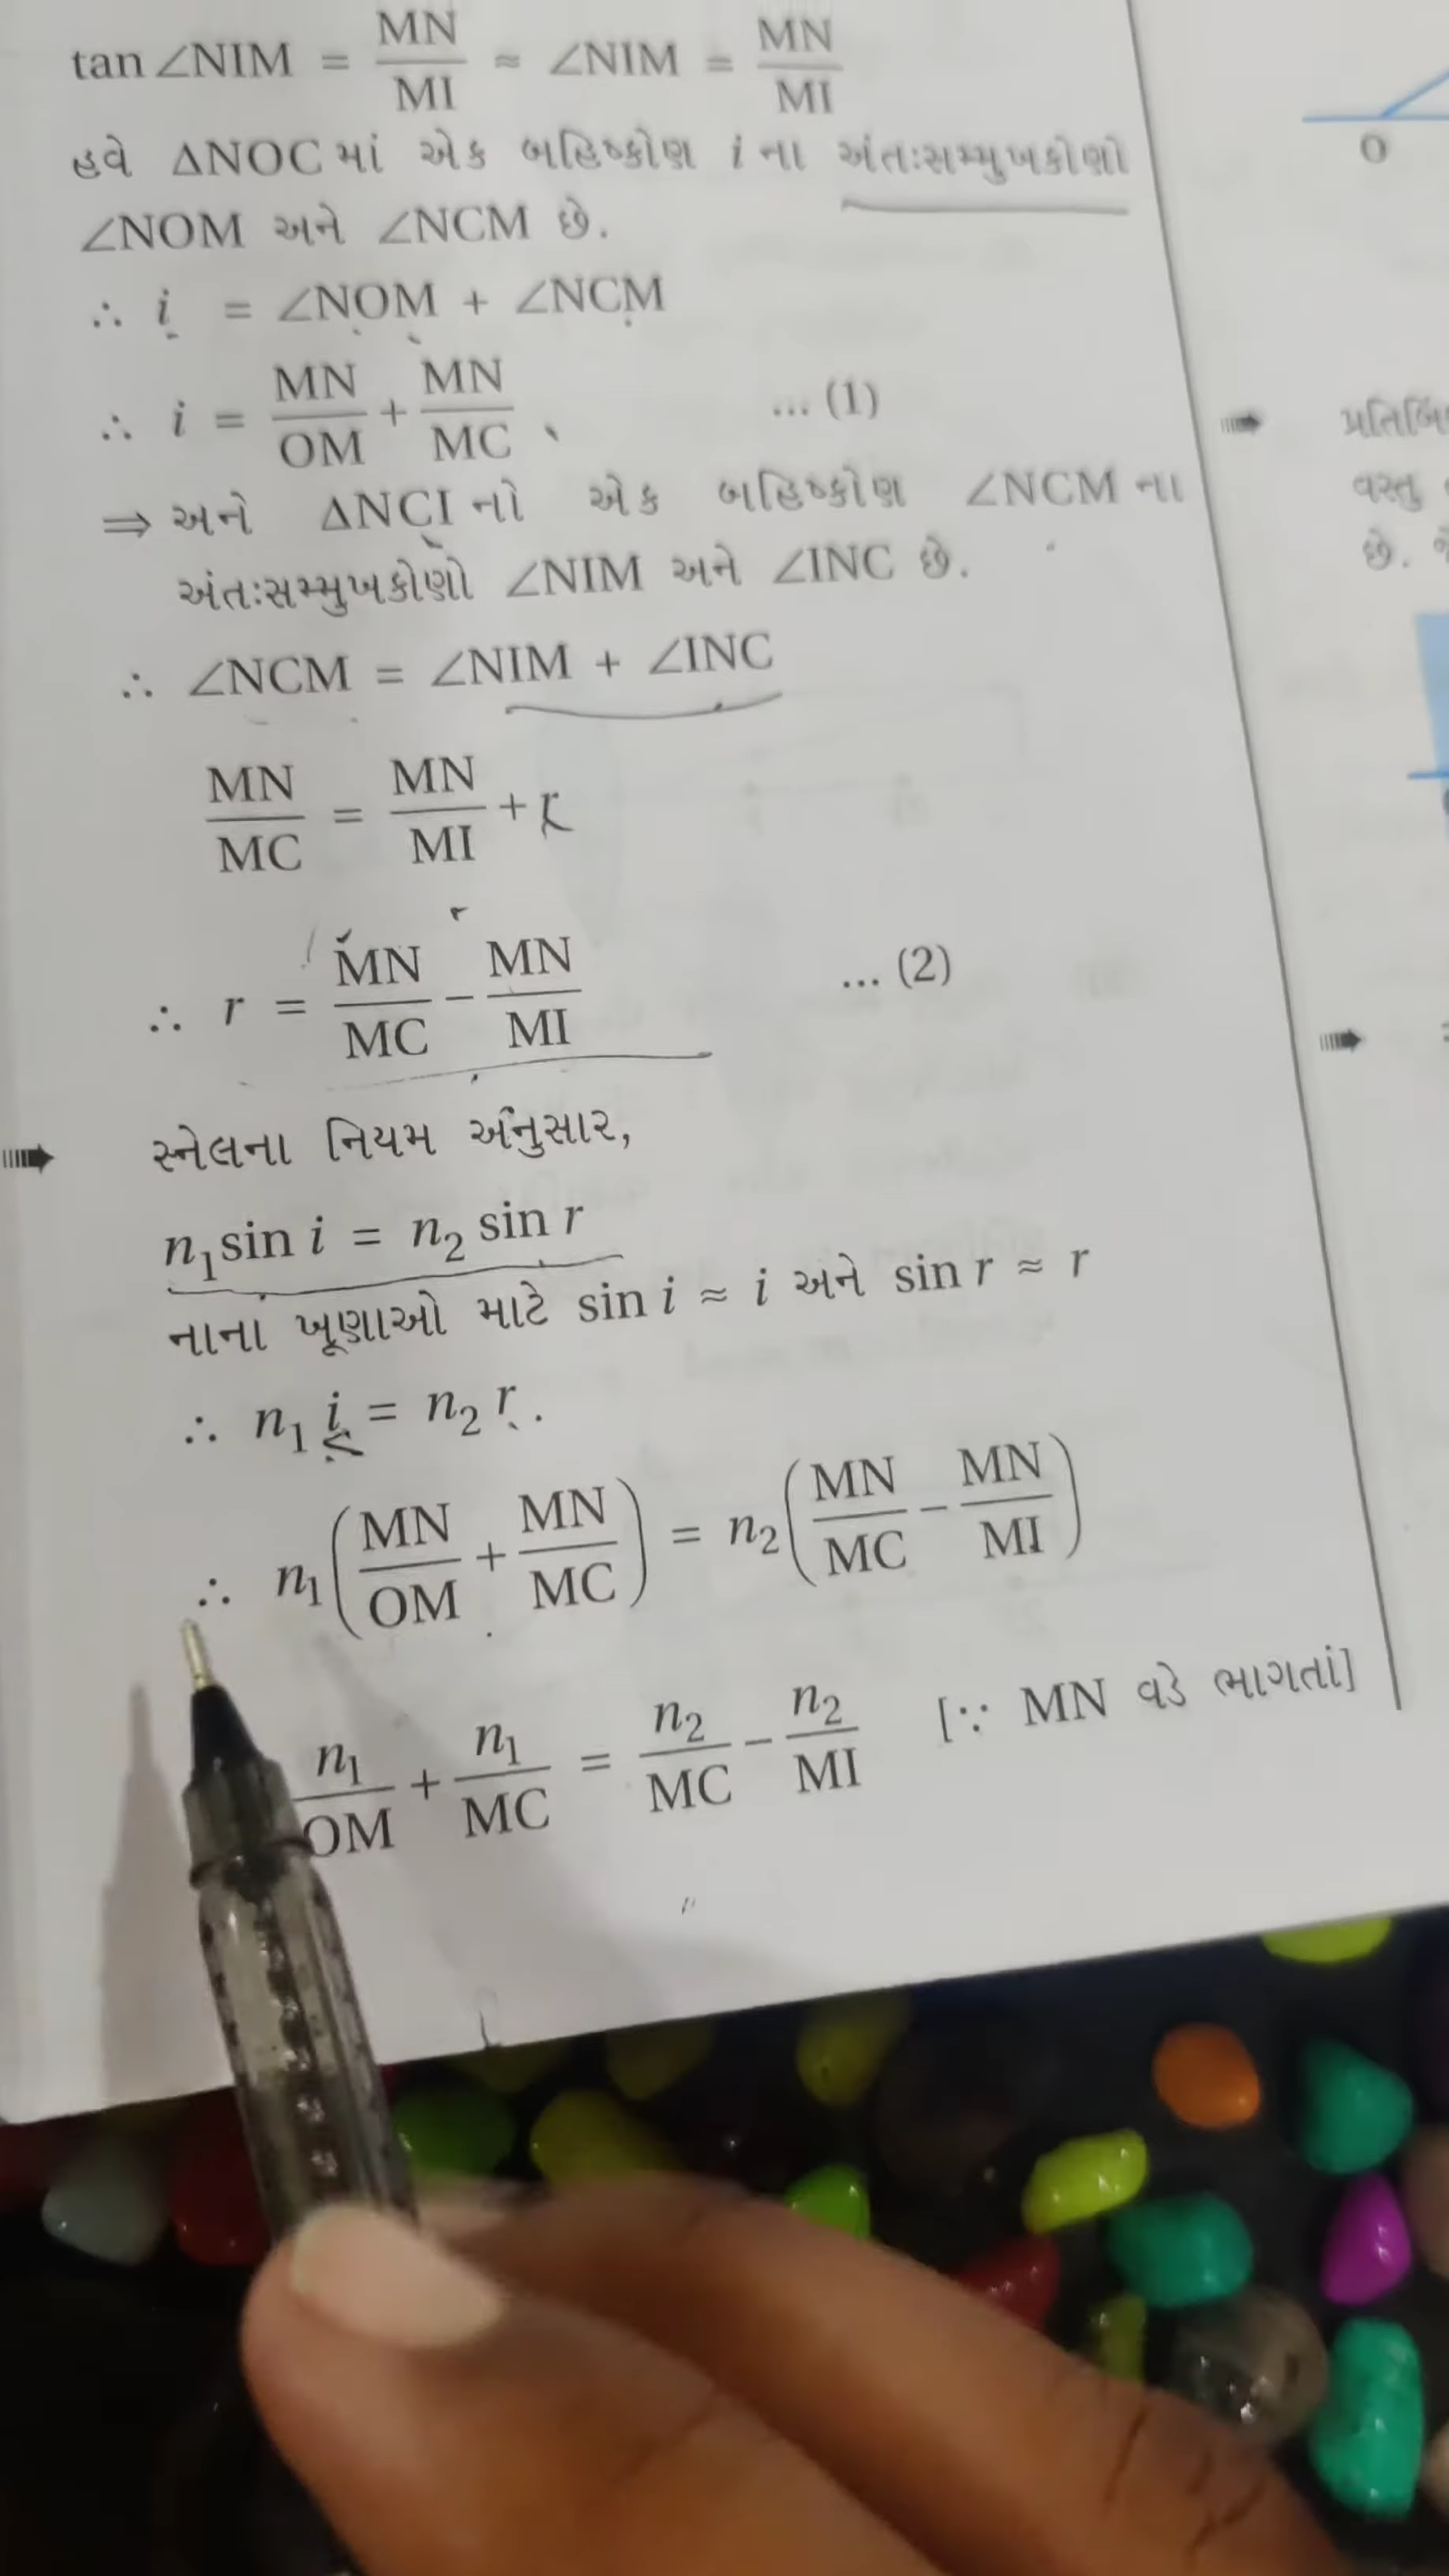 tan ∠NIM = MN/MI ≈ ∠NIM = MN/MI
હવે ΔNOC માં એક બહિષ્કોણ i ના અંતઃસમ્મુખકોણો
∠NOM અને ∠NCM છે.
∴ i = ∠NOM + ∠NCM
∴ i = MN/OM + MN/MC ... (1)
⇒ અને ΔNCI નો એક બહિષ્કોણ ∠NCM ના
અંતઃસમ્મુખકોણો ∠NIM અને ∠INC છે.
∴ ∠NCM = ∠NIM + ∠INC
MN/MC = MN/MI + r
∴ r = MN/MC − MN/MI ... (2)
સ્નેલના નિયમ અનુસાર,
n₁ sin i = n₂ sin r
નાના ખૂણાઓ માટે sin i ≈ i અને sin r ≈ r
∴ n₁ i = n₂ r.
∴ n₁(MN/OM + MN/MC) = n₂(MN/MC − MN/MI)
n₁/OM + n₁/MC = n₂/MC − n₂/MI [∵ MN વડે ભાગતાં]
O
વસ્તુ
છે.